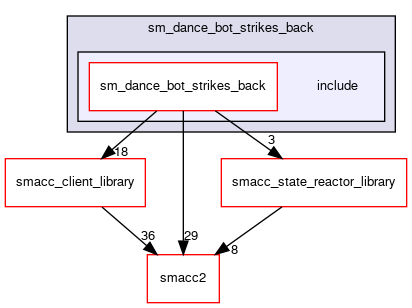 sm_dance_bot_strikes_back
sm_dance_bot_strikes_back
include
18
3
smacc_client_library
smacc_state_reactor_library
36
29
8
smacc2